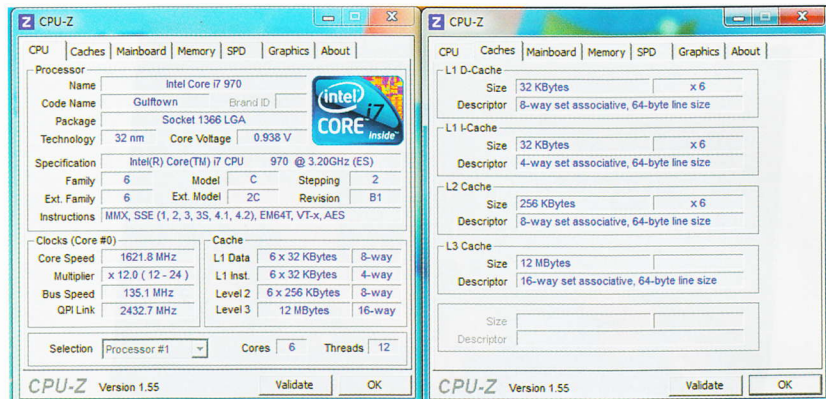 CPU-Z
CPU Caches Mainboard Memory SPD Graphics About
Processor
Name Intel Core i7 970
Code Name Gulftown Brand ID
Package Socket 1366 LGA
Technology 32 nm Core Voltage 0.938 V
(intel)
CORE i7
inside™
Specification Intel(R) Core(TM) i7 CPU 970 @ 3.20GHz (ES)
Family 6 Model C Stepping 2
Ext. Family 6 Ext. Model 2C Revision B1
Instructions MMX, SSE (1, 2, 3, 3S, 4.1, 4.2), EM64T, VT-x, AES
Clocks (Core #0) Cache
Core Speed 1621.8 MHz L1 Data 6 x 32 KBytes 8-way
Multiplier x 12.0 ( 12 - 24 ) L1 Inst. 6 x 32 KBytes 4-way
Bus Speed 135.1 MHz Level 2 6 x 256 KBytes 8-way
QPI Link 2432.7 MHz Level 3 12 MBytes 16-way
Selection Processor #1 Cores 6 Threads 12
CPU-Z Version 1.55 Validate OK
CPU-Z
CPU Caches Mainboard Memory SPD Graphics About
L1 D-Cache
Size 32 KBytes x 6
Descriptor 8-way set associative, 64-byte line size
L1 I-Cache
Size 32 KBytes x 6
Descriptor 4-way set associative, 64-byte line size
L2 Cache
Size 256 KBytes x 6
Descriptor 8-way set associative, 64-byte line size
L3 Cache
Size 12 MBytes
Descriptor 16-way set associative, 64-byte line size
Size
Descriptor
CPU-Z Version 1.55 Validate OK